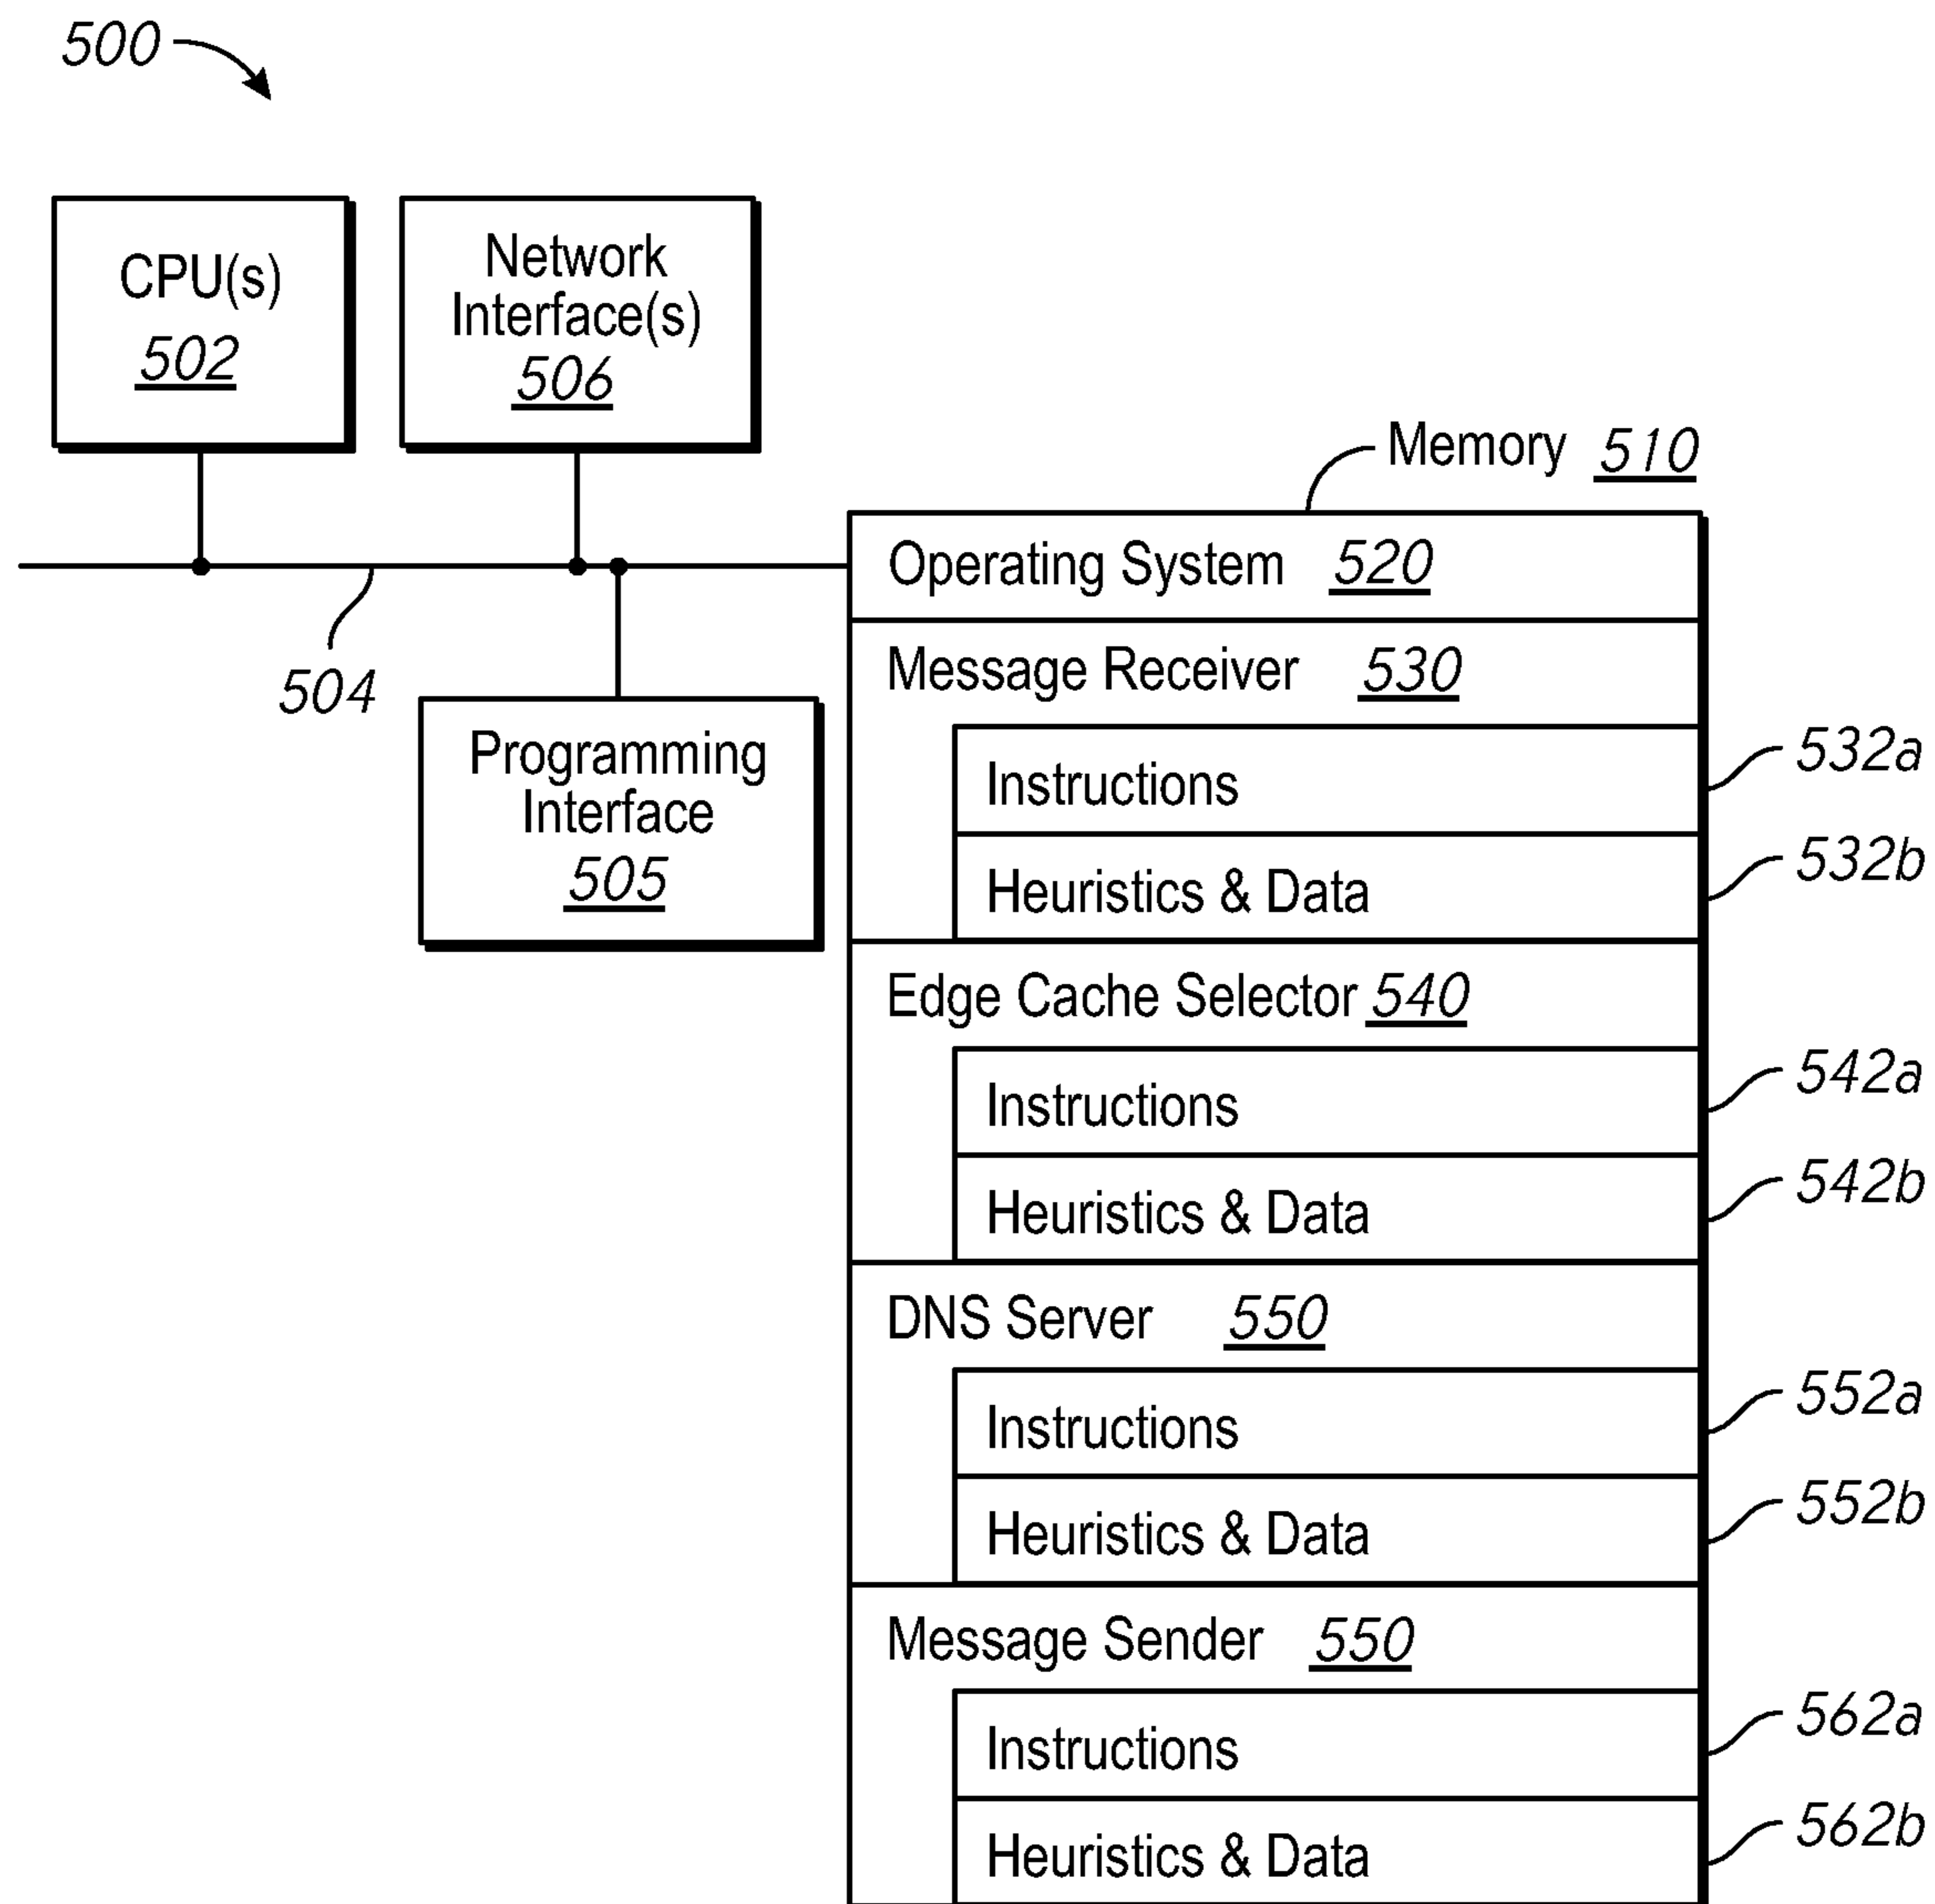 500
CPU(s)
502
Network
Interface(s)
506
504
Programming
Interface
505
Memory 510
Operating System 520
Message Receiver 530
Instructions
532a
Heuristics & Data
532b
Edge Cache Selector 540
Instructions
542a
Heuristics & Data
542b
DNS Server 550
Instructions
552a
Heuristics & Data
552b
Message Sender 550
Instructions
562a
Heuristics & Data
562b